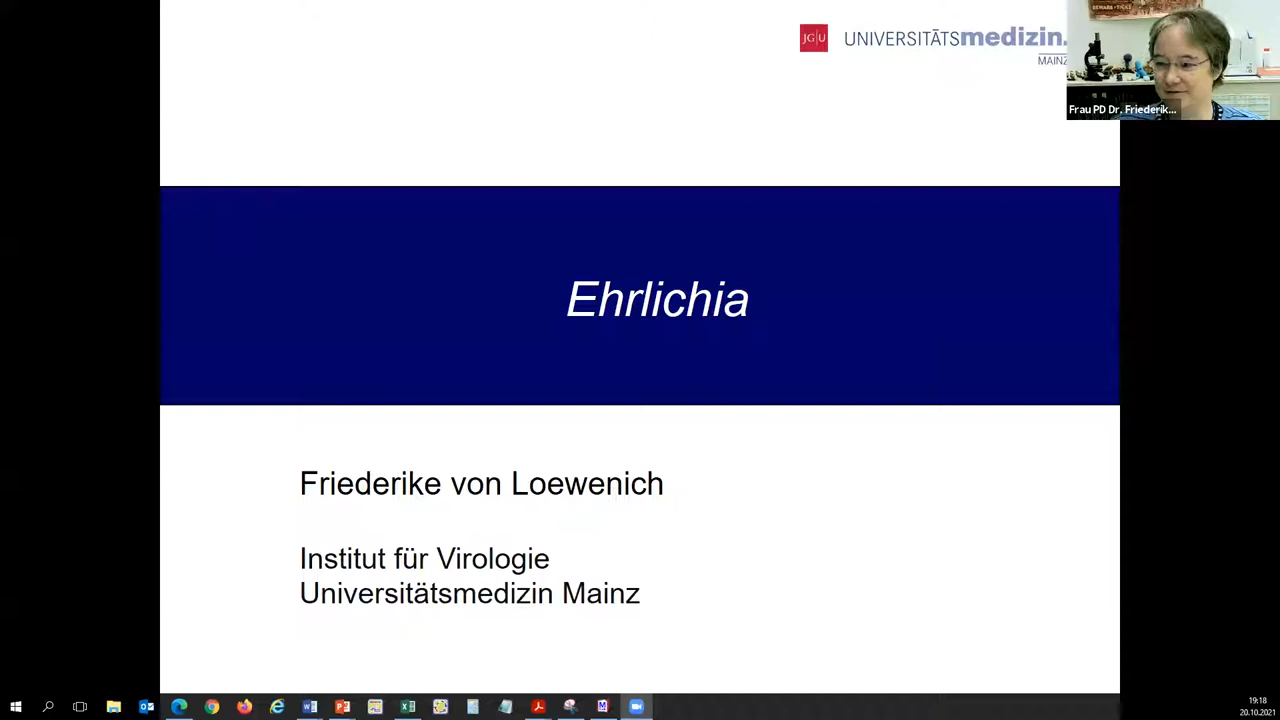 JG|U UNIVERSITÄTSmedizin.
MAINZ
Frau PD Dr. Friederik...
Ehrlichia
Friederike von Loewenich
Institut für Virologie
Universitätsmedizin Mainz
19:18
20.10.2021